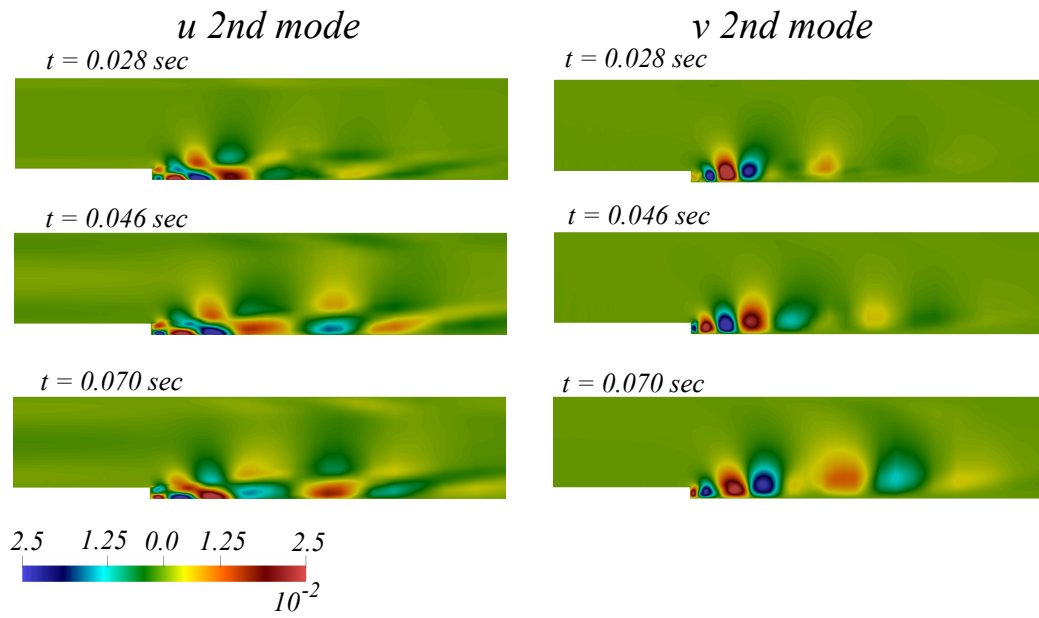 u 2nd mode
v 2nd mode
t = 0.028 sec
t = 0.028 sec
t = 0.046 sec
t = 0.046 sec
t = 0.070 sec
t = 0.070 sec
2.5 1.25 0.0 1.25 2.5
10-2